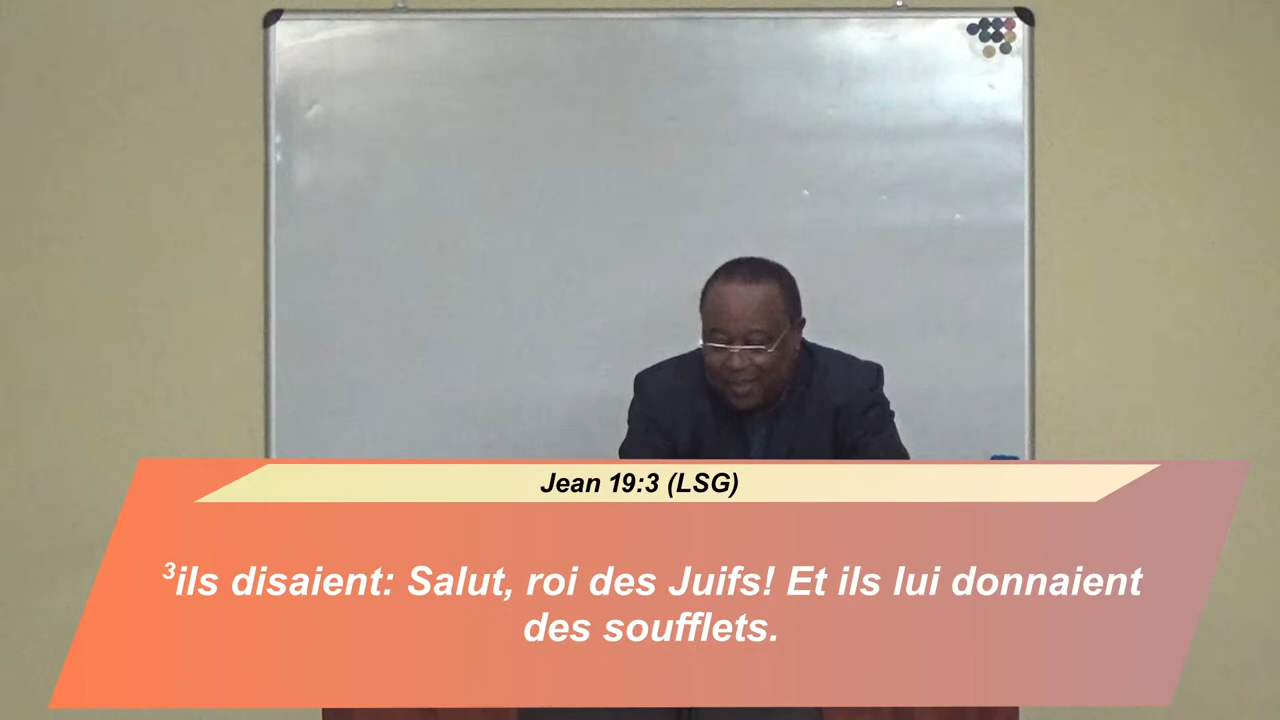 Jean 19:3 (LSG)
³ils disaient: Salut, roi des Juifs! Et ils lui donnaient
des soufflets.